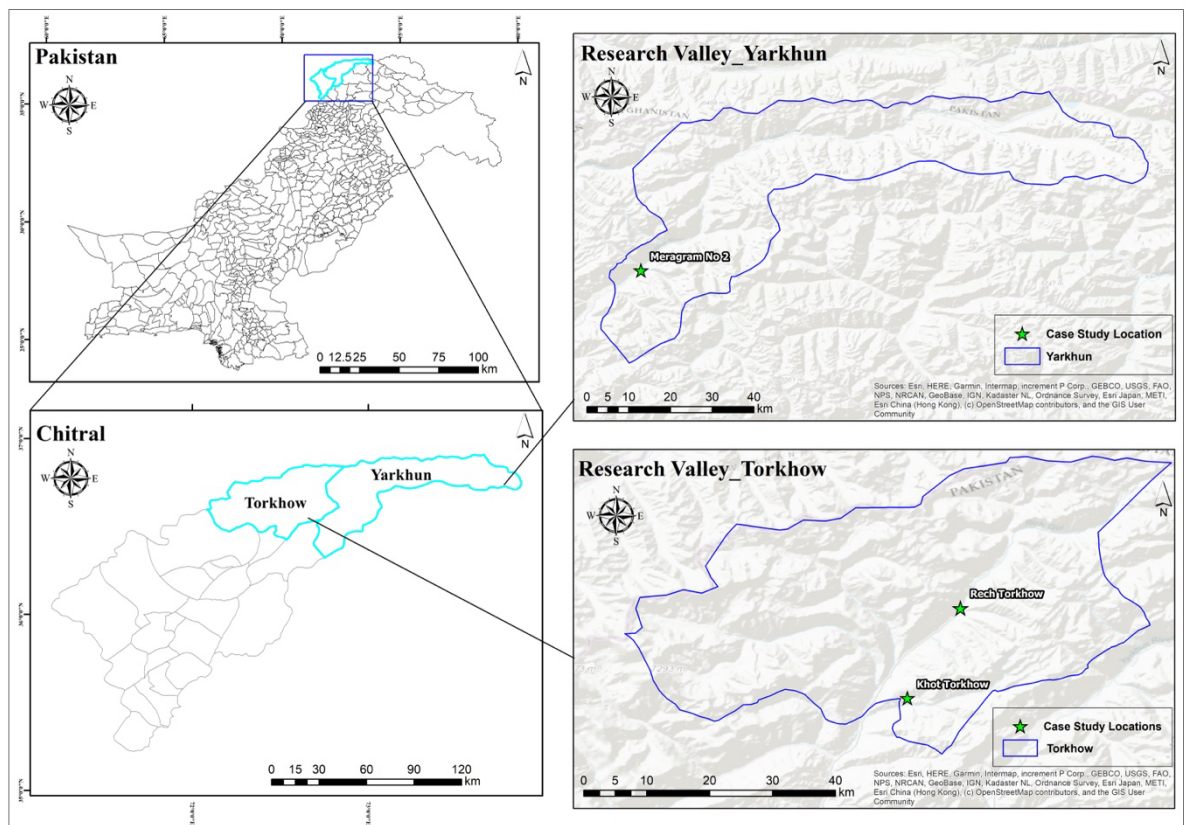 Pakistan
N
W E
S
N
0 12.525 50 75 100
km
Chitral
N
W E
S
N
Yarkhun
Torkhow
0 15 30 60 90 120
km
Research Valley_Yarkhun
N
W E
S
N
PAKISTAN
Meragram No 2
Case Study Location
Yarkhun
0 5 10 20 30 40
km
Sources: Esri, HERE, Garmin, Intermap, increment P Corp., GEBCO, USGS, FAO,
NPS, NRCAN, GeoBase, IGN, Kadaster NL, Ordnance Survey, Esri Japan, METI,
Esri China (Hong Kong), (c) OpenStreetMap contributors, and the GIS User
Community
Research Valley_Torkhow
N
W E
S
N
PAKISTAN
Rech Torkhow
Khot Torkhow
Case Study Locations
Torkhow
0 5 10 20 30 40
km
Sources: Esri, HERE, Garmin, Intermap, increment P Corp., GEBCO, USGS, FAO,
NPS, NRCAN, GeoBase, IGN, Kadaster NL, Ordnance Survey, Esri Japan, METI,
Esri China (Hong Kong), (c) OpenStreetMap contributors, and the GIS User
Community